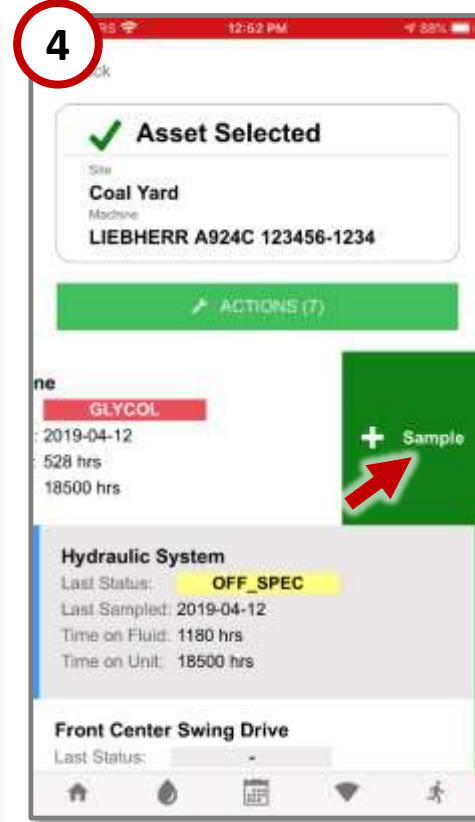 4
12:52 PM
88%
Asset Selected
Site
Coal Yard
Machine
LIEBHERR A924C 123456-1234
ACTIONS (7)
ne
GLYCOL
: 2019-04-12
: 528 hrs
18500 hrs
Sample
Hydraulic System
Last Status: OFF_SPEC
Last Sampled: 2019-04-12
Time on Fluid: 1180 hrs
Time on Unit: 18500 hrs
Front Center Swing Drive
Last Status: -